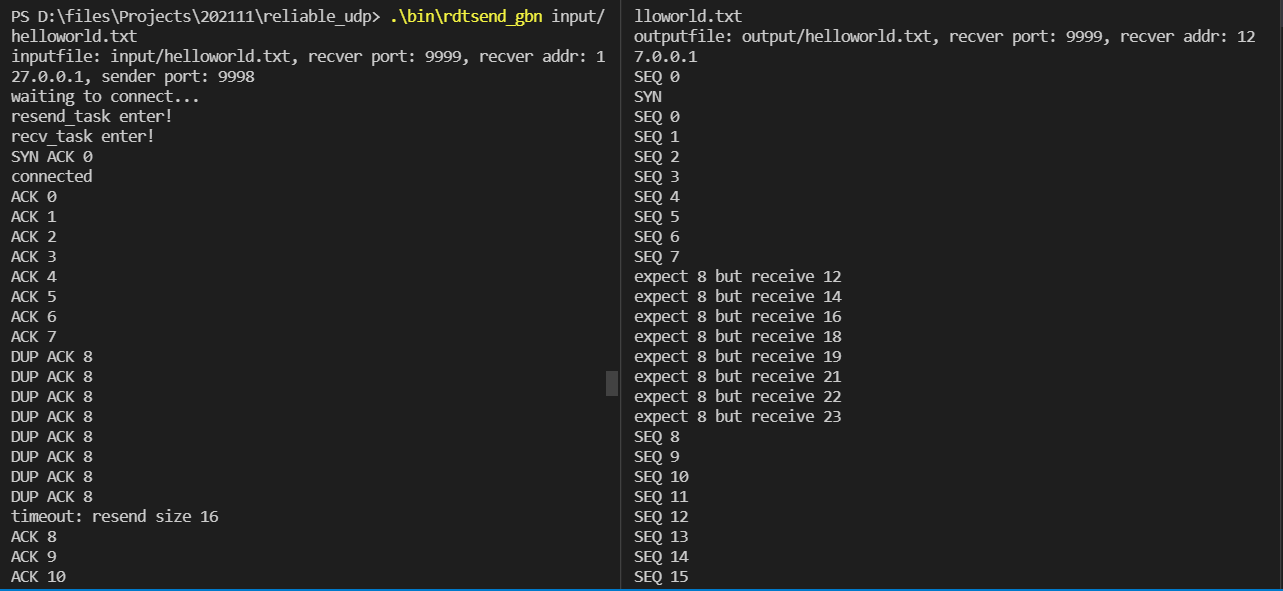 PS D:\files\Projects\202111\reliable_udp> .\bin\rdtsend_gbn input/
helloworld.txt
inputfile: input/helloworld.txt, recver port: 9999, recver addr: 1
27.0.0.1, sender port: 9998
waiting to connect...
resend_task enter!
recv_task enter!
SYN ACK 0
connected
ACK 0
ACK 1
ACK 2
ACK 3
ACK 4
ACK 5
ACK 6
ACK 7
DUP ACK 8
DUP ACK 8
DUP ACK 8
DUP ACK 8
DUP ACK 8
DUP ACK 8
DUP ACK 8
DUP ACK 8
timeout: resend size 16
ACK 8
ACK 9
ACK 10
lloworld.txt
outputfile: output/helloworld.txt, recver port: 9999, recver addr: 12
7.0.0.1
SEQ 0
SYN
SEQ 0
SEQ 1
SEQ 2
SEQ 3
SEQ 4
SEQ 5
SEQ 6
SEQ 7
expect 8 but receive 12
expect 8 but receive 14
expect 8 but receive 16
expect 8 but receive 18
expect 8 but receive 19
expect 8 but receive 21
expect 8 but receive 22
expect 8 but receive 23
SEQ 8
SEQ 9
SEQ 10
SEQ 11
SEQ 12
SEQ 13
SEQ 14
SEQ 15